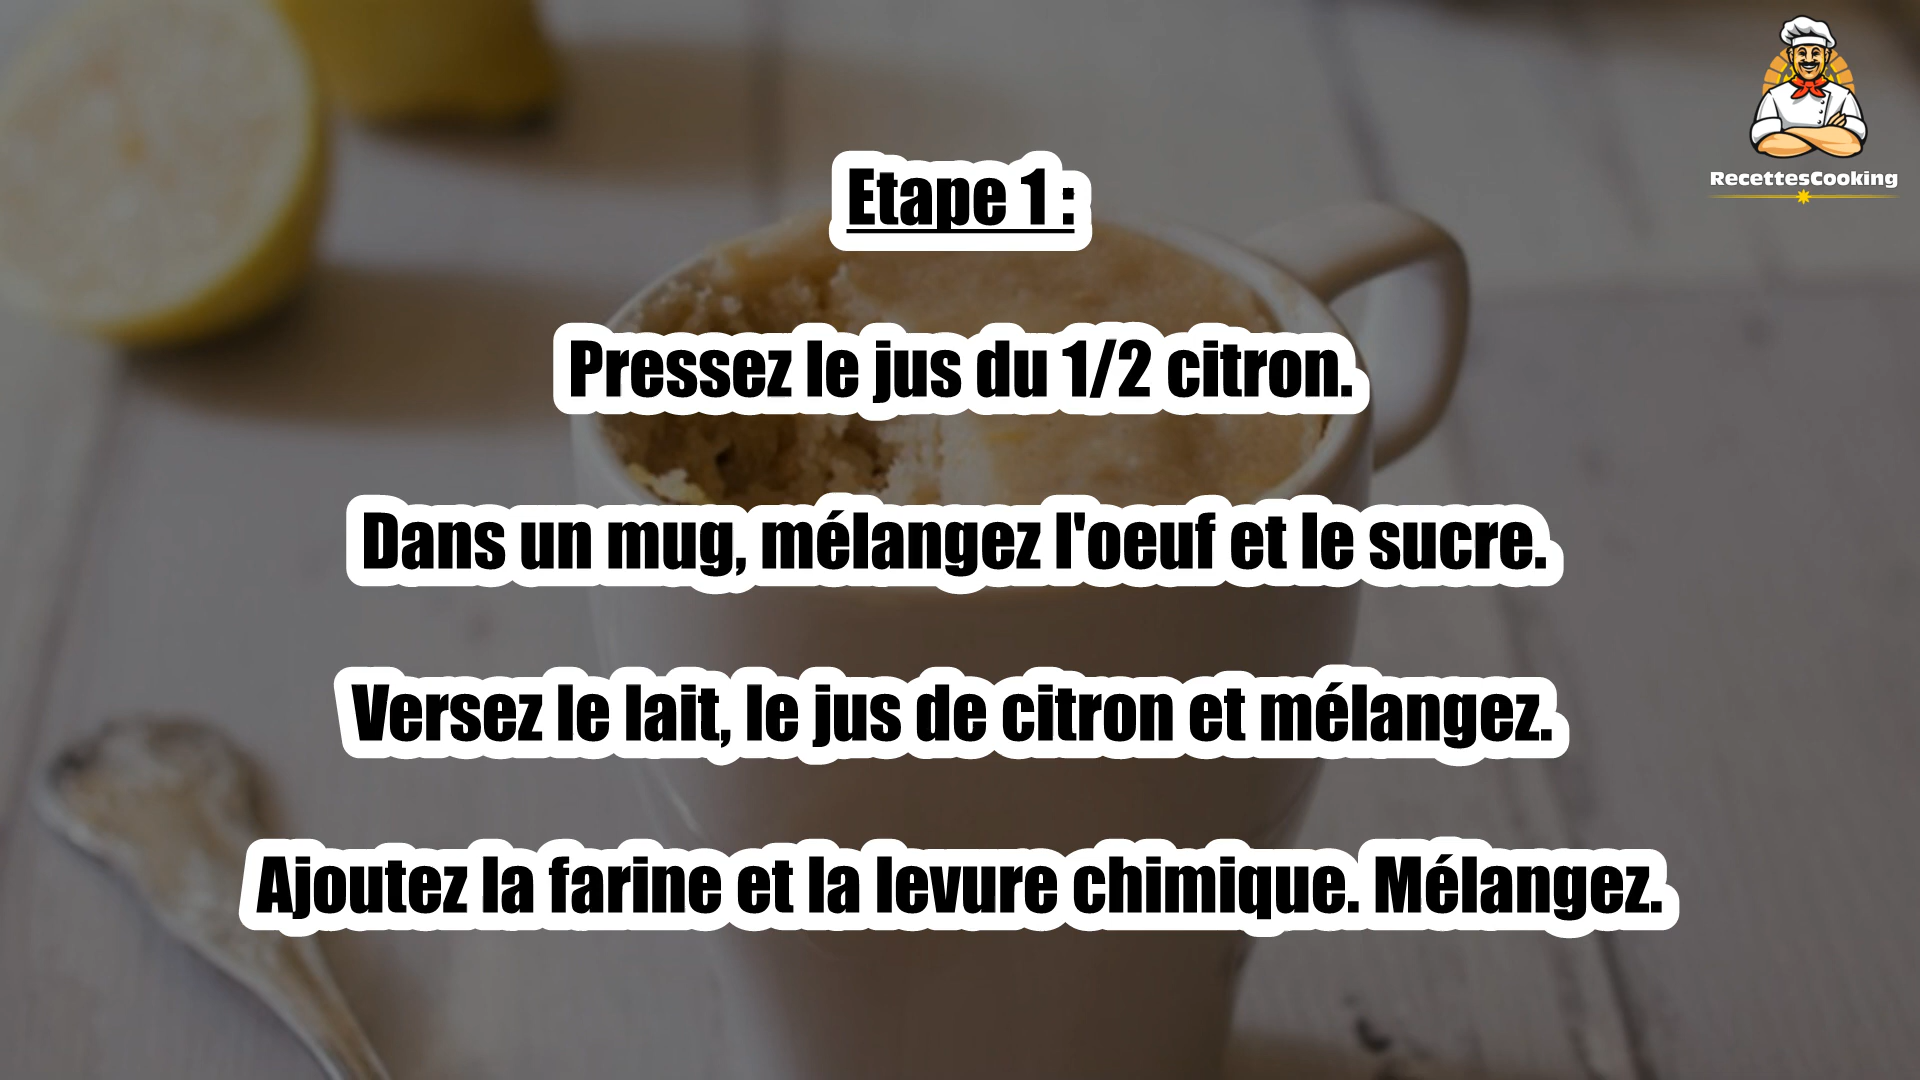 RecettesCooking
Etape 1 :
Pressez le jus du 1/2 citron.
Dans un mug, mélangez l'oeuf et le sucre.
Versez le lait, le jus de citron et mélangez.
Ajoutez la farine et la levure chimique. Mélangez.